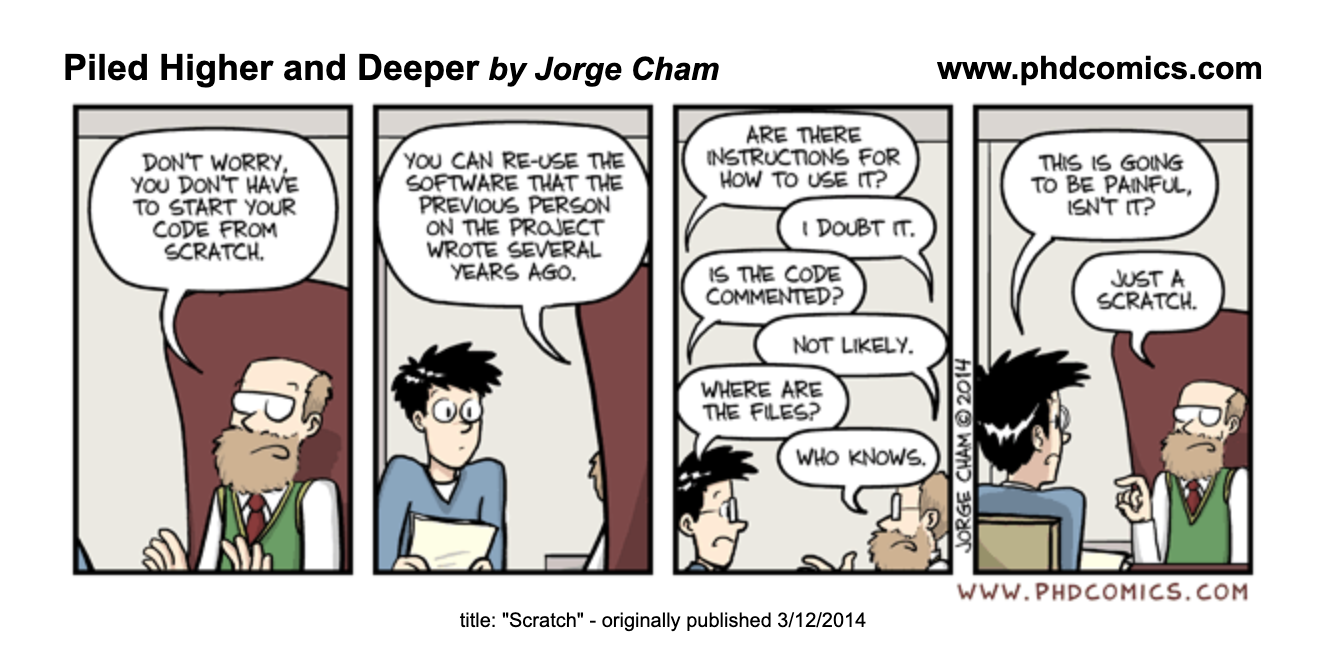 Piled Higher and Deeper by Jorge Cham
www.phdcomics.com
DON'T WORRY,
YOU DON'T HAVE
TO START YOUR
CODE FROM
SCRATCH.
YOU CAN RE-USE THE
SOFTWARE THAT THE
PREVIOUS PERSON
ON THE PROJECT
WROTE SEVERAL
YEARS AGO.
ARE THERE
INSTRUCTIONS FOR
HOW TO USE IT?
I DOUBT IT.
IS THE CODE
COMMENTED?
NOT LIKELY.
WHERE ARE
THE FILES?
WHO KNOWS.
JORGE CHAM © 2014
THIS IS GOING
TO BE PAINFUL,
ISN'T IT?
JUST A
SCRATCH.
WWW.PHDCOMICS.COM
title: "Scratch" - originally published 3/12/2014